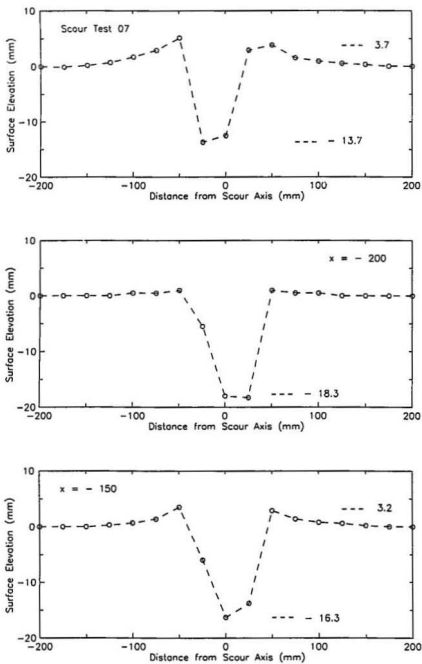 10
Scour Test 07
3.7
0
-10
- 13.7
-20
-200 -100 0 100 200
Surface Elevation (mm)
Distance from Scour Axis (mm)
10
x = - 200
0
-10
- 18.3
-20
-200 -100 0 100 200
Surface Elevation (mm)
Distance from Scour Axis (mm)
10
x = - 150
3.2
0
-10
- 16.3
-20
-200 -100 0 100 200
Surface Elevation (mm)
Distance from Scour Axis (mm)